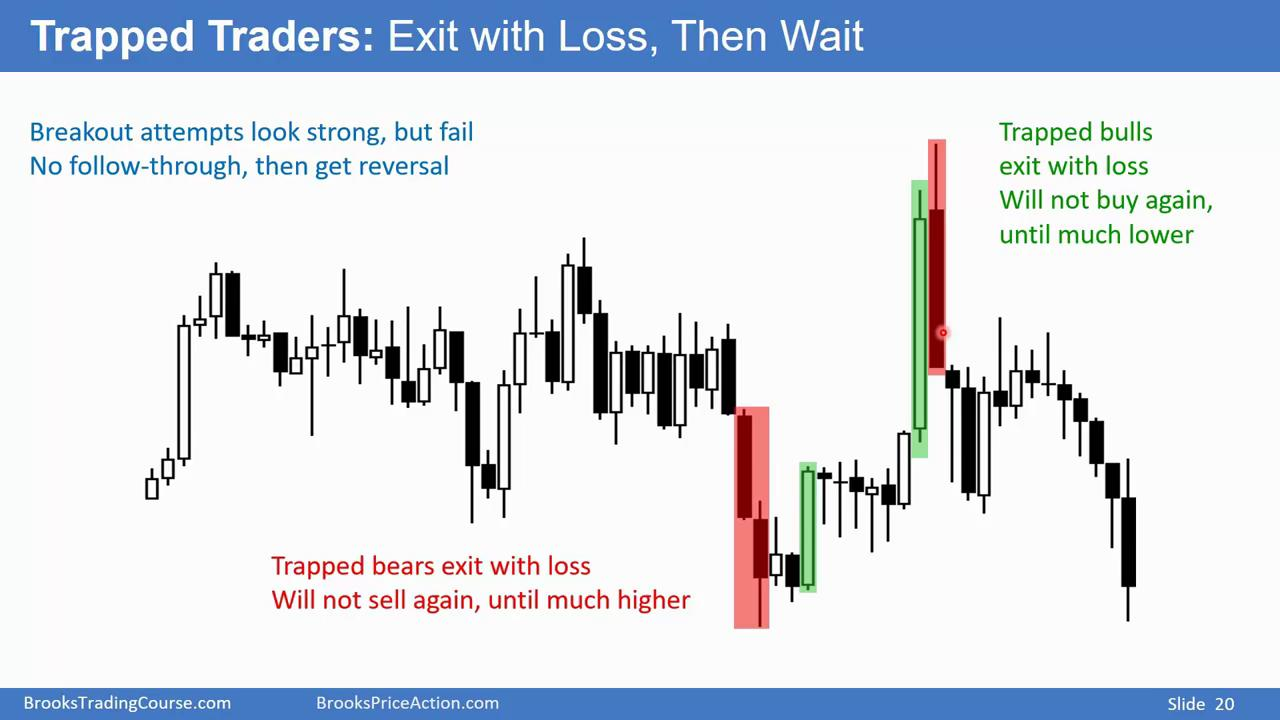 Trapped Traders: Exit with Loss, Then Wait
Breakout attempts look strong, but fail
No follow-through, then get reversal
Trapped bulls
exit with loss
Will not buy again,
until much lower
Trapped bears exit with loss
Will not sell again, until much higher
BrooksTradingCourse.com
BrooksPriceAction.com
Slide 20